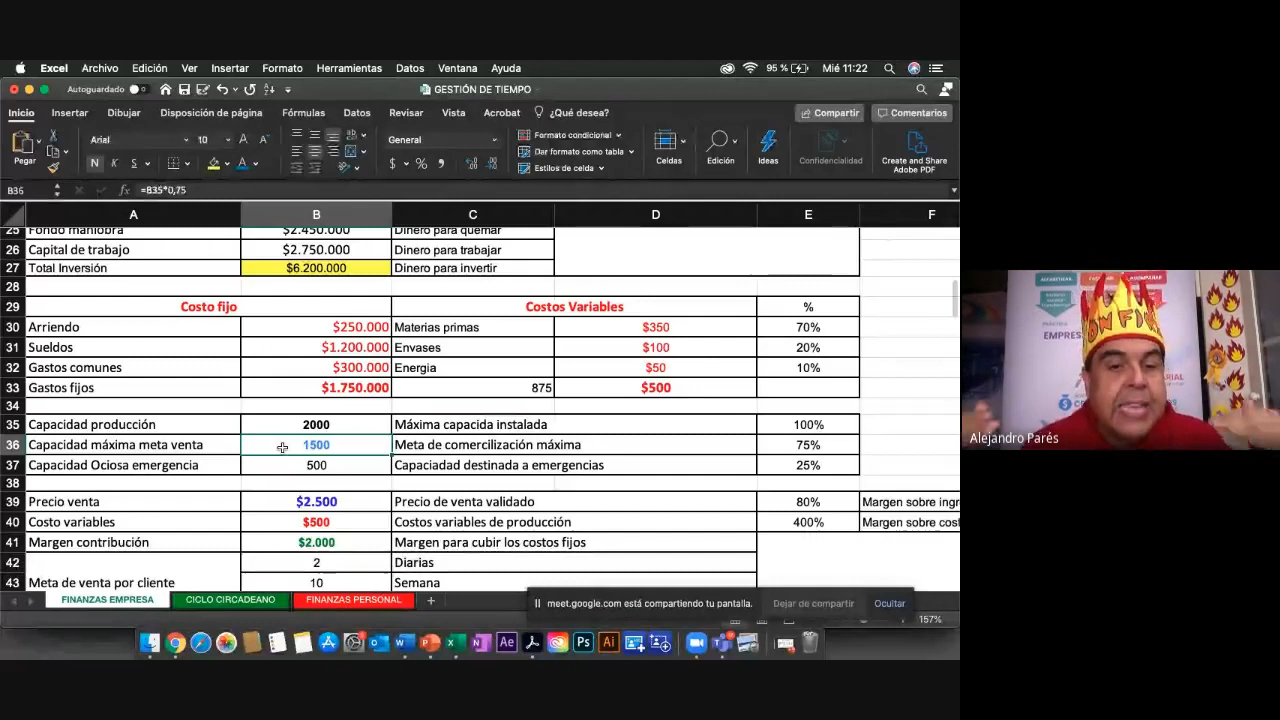 Excel Archivo Edición Ver Insertar Formato Herramientas Datos Ventana Ayuda 95 % Mié 11:22
Autoguardado GESTIÓN DE TIEMPO
Inicio Insertar Dibujar Disposición de página Fórmulas Datos Revisar Vista Acrobat ¿Qué desea? Compartir Comentarios
Pegar Arial 10 A A General Formato condicional Celdas Edición Ideas Confidencialidad Create and Share Adobe PDF
N K S $ % Dar formato como tabla
Estilos de celda
B36 fx =B35*0,75
A B C D E F
25 Fondo maniobra $2.450.000 Dinero para quemar
26 Capital de trabajo $2.750.000 Dinero para trabajar
27 Total Inversión $6.200.000 Dinero para invertir
28
29 Costo fijo Costos Variables %
30 Arriendo $250.000 Materias primas $350 70%
31 Sueldos $1.200.000 Envases $100 20%
32 Gastos comunes $300.000 Energia $50 10%
33 Gastos fijos $1.750.000 875 $500
34
35 Capacidad producción 2000 Máxima capacida instalada 100%
36 Capacidad máxima meta venta 1500 Meta de comercilización máxima 75%
37 Capacidad Ociosa emergencia 500 Capaciadad destinada a emergencias 25%
38
39 Precio venta $2.500 Precio de venta validado 80% Margen sobre ingr
40 Costo variables $500 Costos variables de producción 400% Margen sobre cost
41 Margen contribución $2.000 Margen para cubrir los costos fijos
42 2 Diarias
43 Meta de venta por cliente 10 Semana
FINANZAS EMPRESA CICLO CIRCADEANO FINANZAS PERSONAL +
meet.google.com está compartiendo tu pantalla. Dejar de compartir Ocultar
157%
ON FIRE
Alejandro Parés